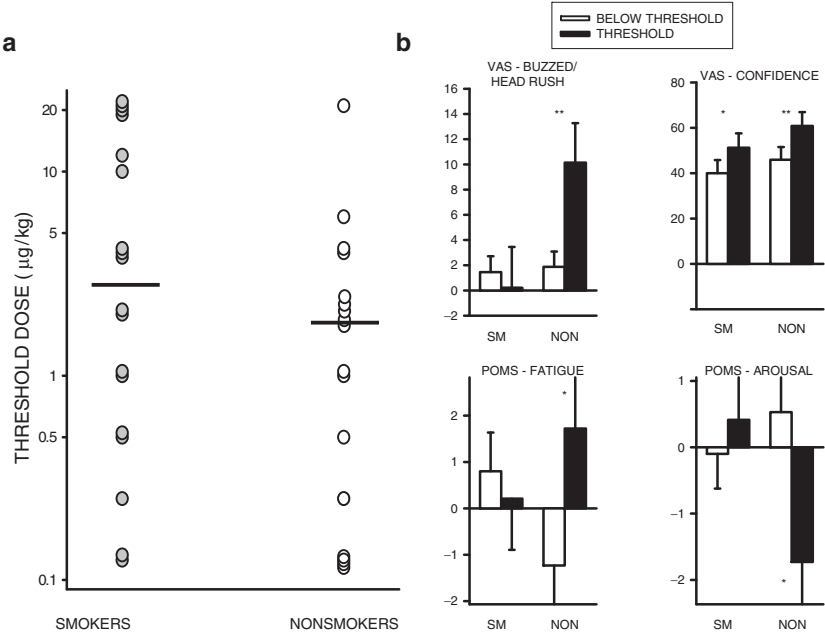 BELOW THRESHOLD
THRESHOLD
a
b
THRESHOLD DOSE ( µg/kg)
20
10
5
1
0.5
0.1
SMOKERS
NONSMOKERS
VAS - BUZZED/
HEAD RUSH
16
14
12
10
8
6
4
2
0
−2
**
SM
NON
VAS - CONFIDENCE
80
60
40
20
0
*
**
SM
NON
POMS - FATIGUE
2
1
0
−1
−2
*
SM
NON
POMS - AROUSAL
1
0
−1
−2
*
SM
NON